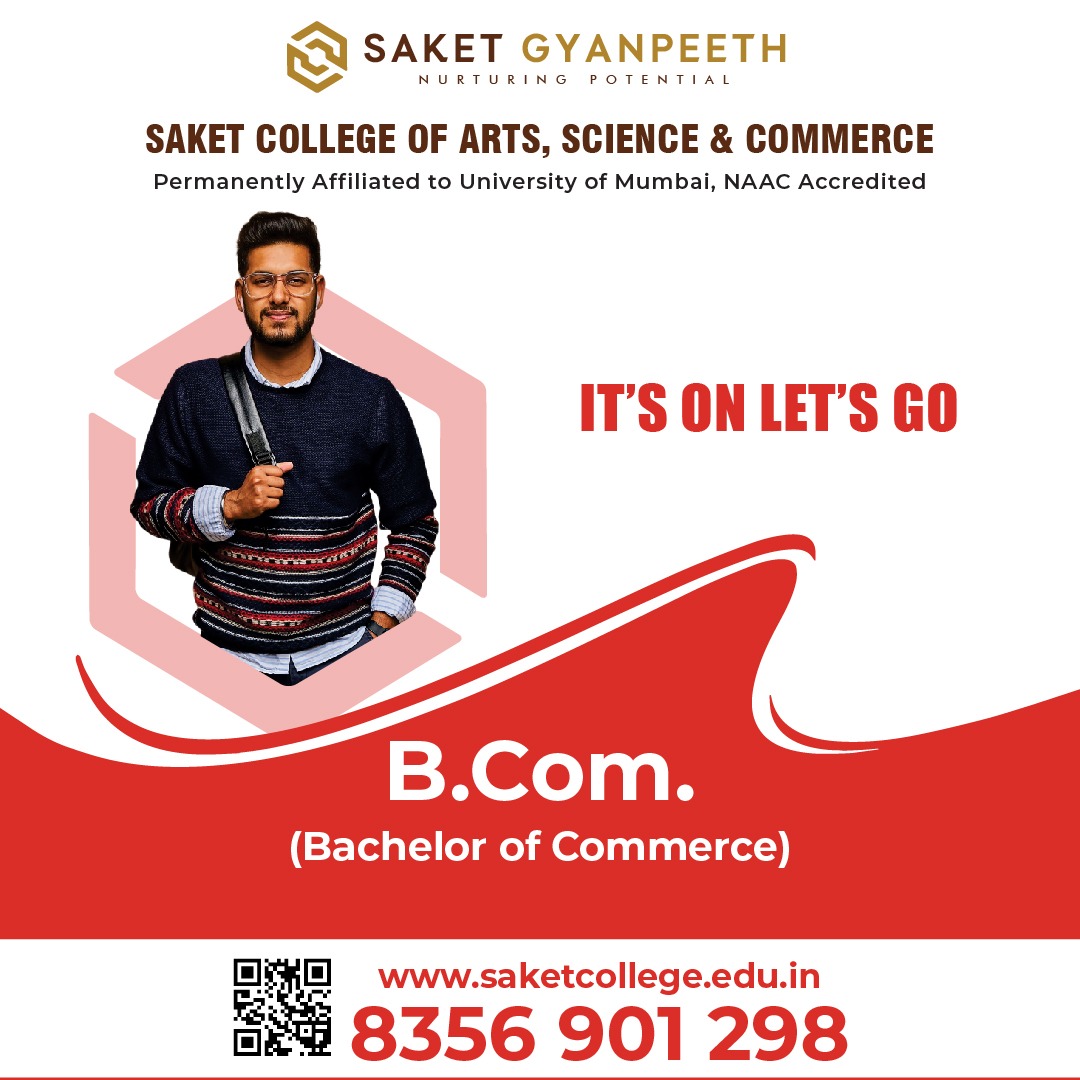 SAKET GYANPEETH
NURTURING POTENTIAL
SAKET COLLEGE OF ARTS, SCIENCE & COMMERCE
Permanently Affiliated to University of Mumbai, NAAC Accredited
IT'S ON LET'S GO
B.Com.
(Bachelor of Commerce)
www.saketcollege.edu.in
8356 901 298